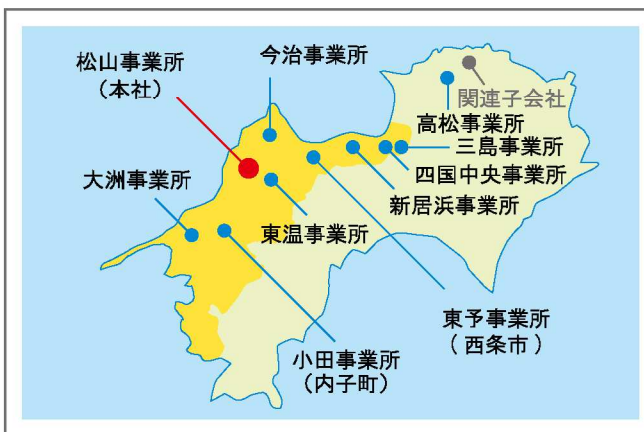 今治事業所
松山事業所
（本社）
関連子会社
高松事業所
三島事業所
四国中央事業所
大洲事業所
新居浜事業所
東温事業所
東予事業所
（西条市）
小田事業所
（内子町）